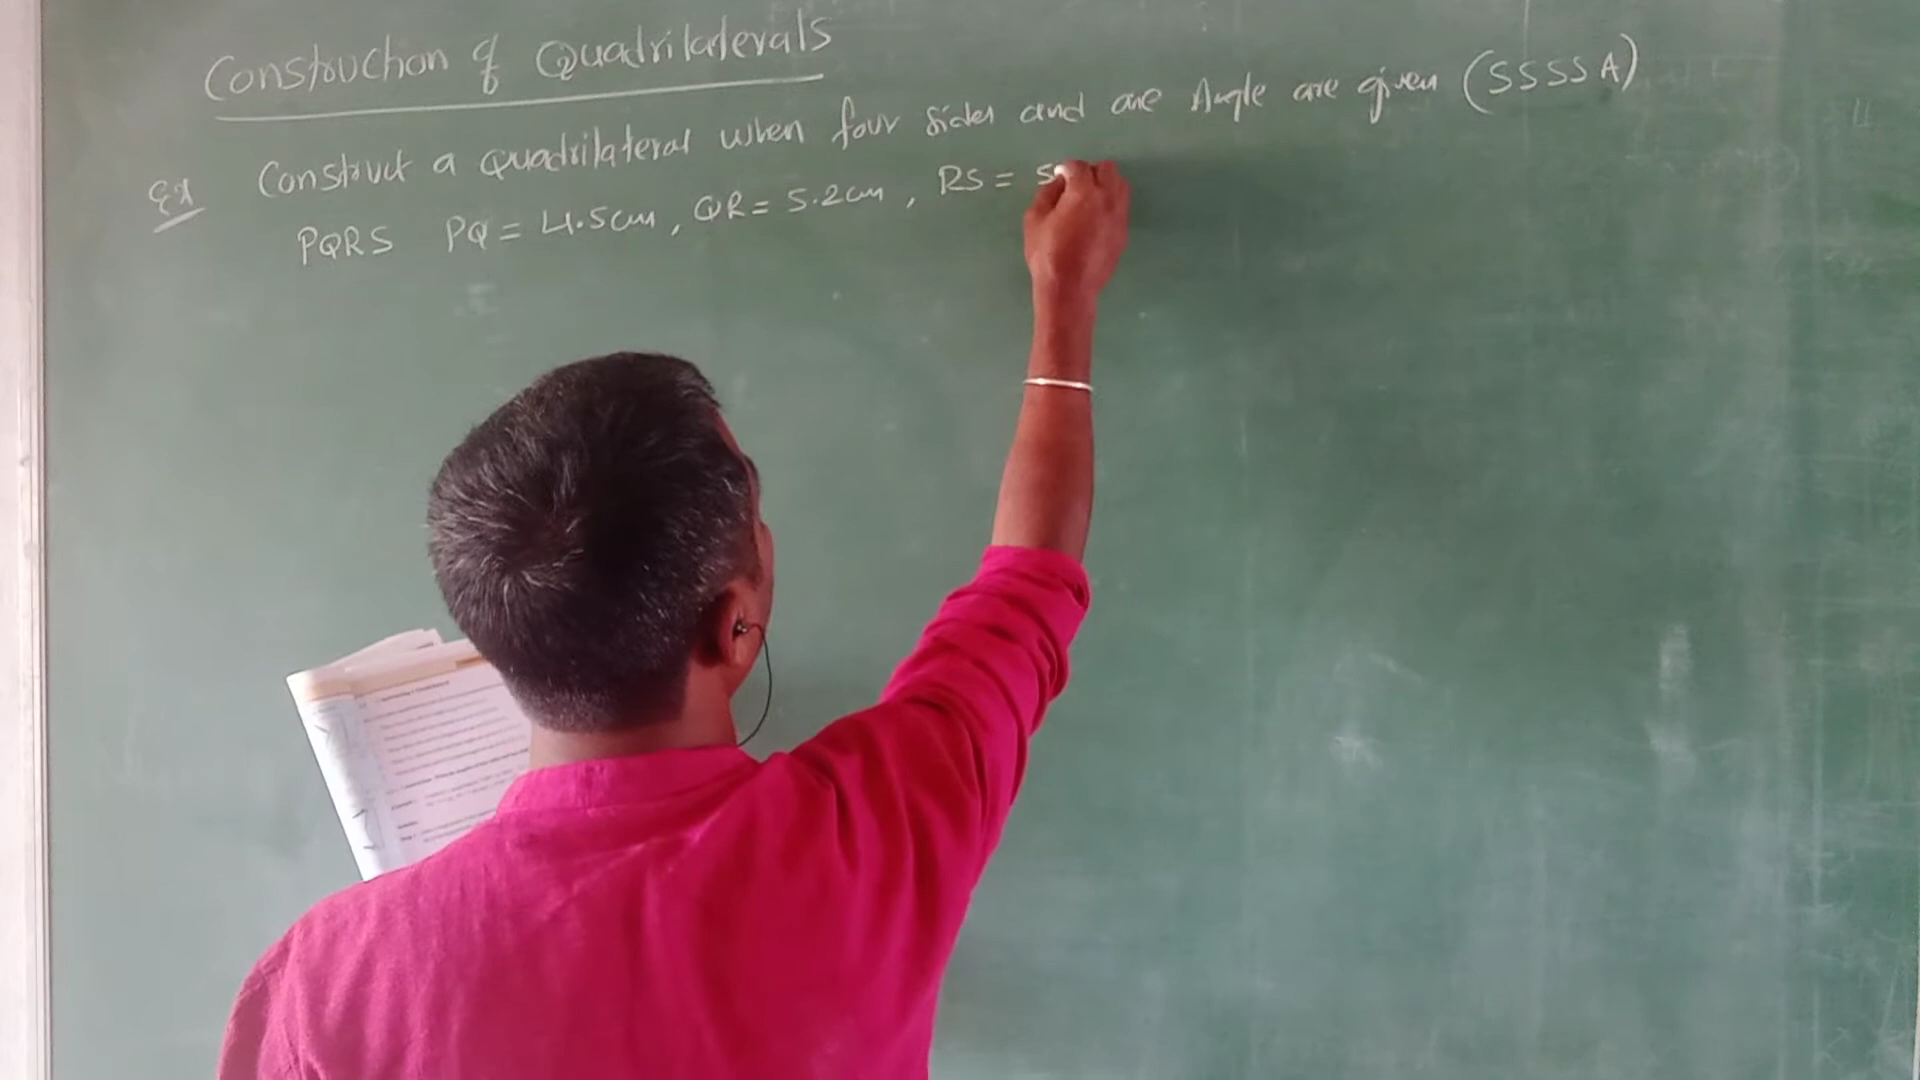 Construction of Quadrilaterals
Ex Construct a quadrilateral when four sides and one Angle are given (SSSSA)
PQRS PQ = 4.5cm, QR = 5.2cm, RS = 5